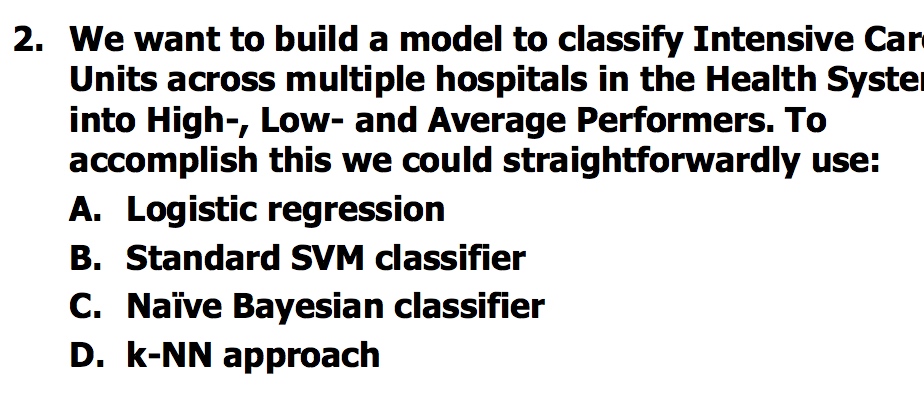 2. We want to build a model to classify Intensive Car
Units across multiple hospitals in the Health Syste
into High-, Low- and Average Performers. To
accomplish this we could straightforwardly use:
A. Logistic regression
B. Standard SVM classifier
C. Naïve Bayesian classifier
D. k-NN approach